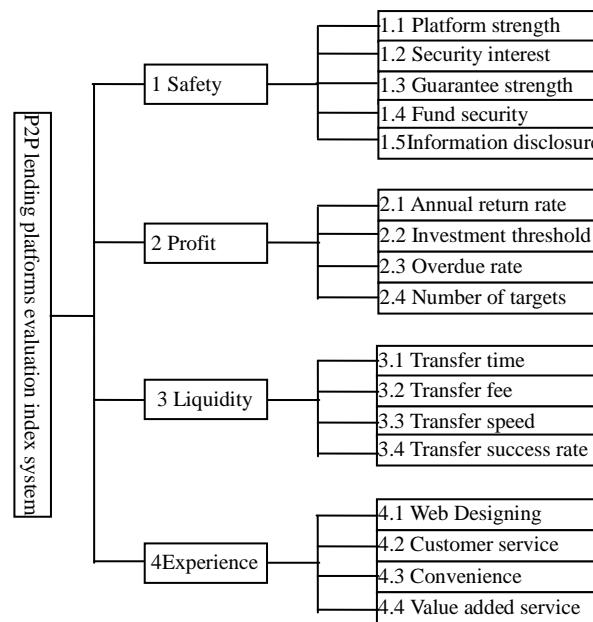 P2P lending platforms evaluation index system
1 Safety
1.1 Platform strength
1.2 Security interest
1.3 Guarantee strength
1.4 Fund security
1.5Information disclosure
2 Profit
2.1 Annual return rate
2.2 Investment threshold
2.3 Overdue rate
2.4 Number of targets
3 Liquidity
3.1 Transfer time
3.2 Transfer fee
3.3 Transfer speed
3.4 Transfer success rate
4Experience
4.1 Web Designing
4.2 Customer service
4.3 Convenience
4.4 Value added service